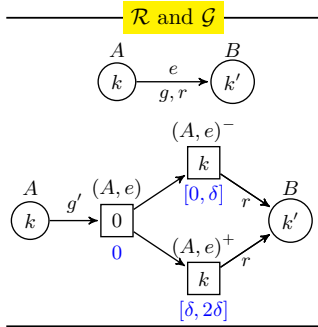 𝓡 and 𝓖
A e B
k g, r k′
(A, e)⁻
k
A (A, e) [0, δ] B
k g′ 0 r k′
0 (A, e)⁺ r
k
[δ, 2δ]